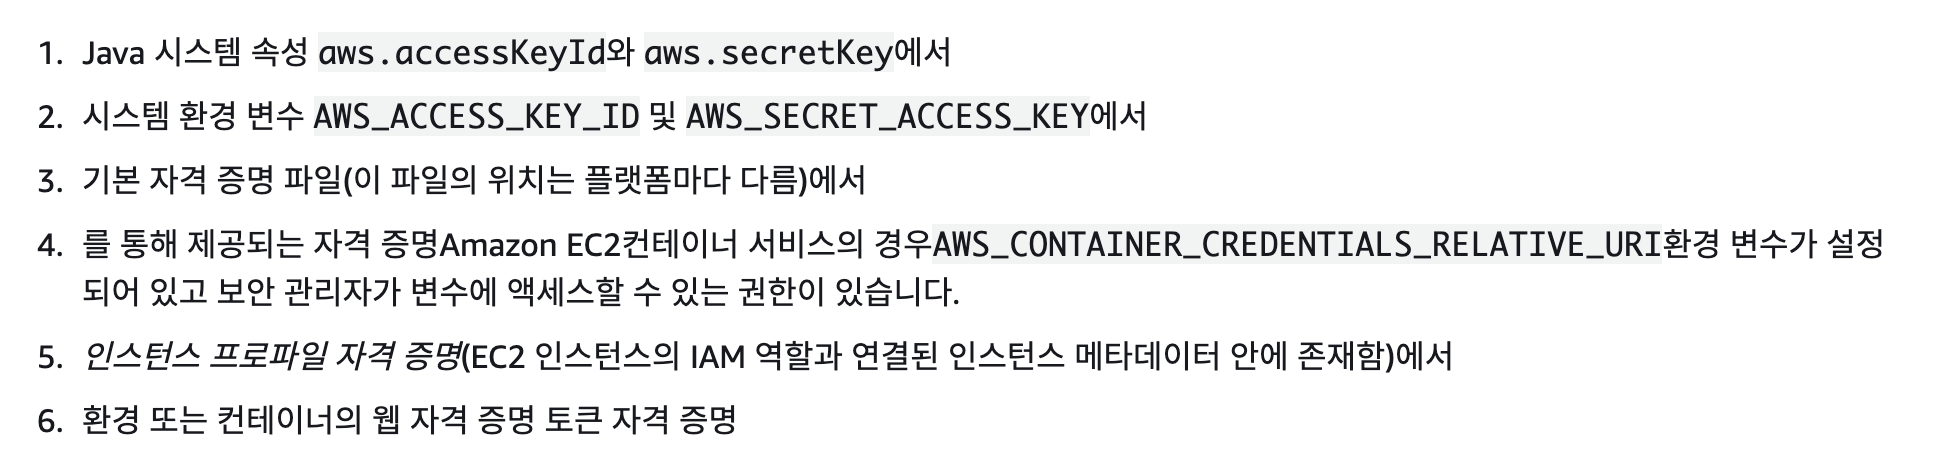 1. Java 시스템 속성 aws.accessKeyId와 aws.secretKey에서
2. 시스템 환경 변수 AWS_ACCESS_KEY_ID 및 AWS_SECRET_ACCESS_KEY에서
3. 기본 자격 증명 파일(이 파일의 위치는 플랫폼마다 다름)에서
4. 를 통해 제공되는 자격 증명Amazon EC2컨테이너 서비스의 경우AWS_CONTAINER_CREDENTIALS_RELATIVE_URI환경 변수가 설정
되어 있고 보안 관리자가 변수에 액세스할 수 있는 권한이 있습니다.
5. 인스턴스 프로파일 자격 증명(EC2 인스턴스의 IAM 역할과 연결된 인스턴스 메타데이터 안에 존재함)에서
6. 환경 또는 컨테이너의 웹 자격 증명 토큰 자격 증명